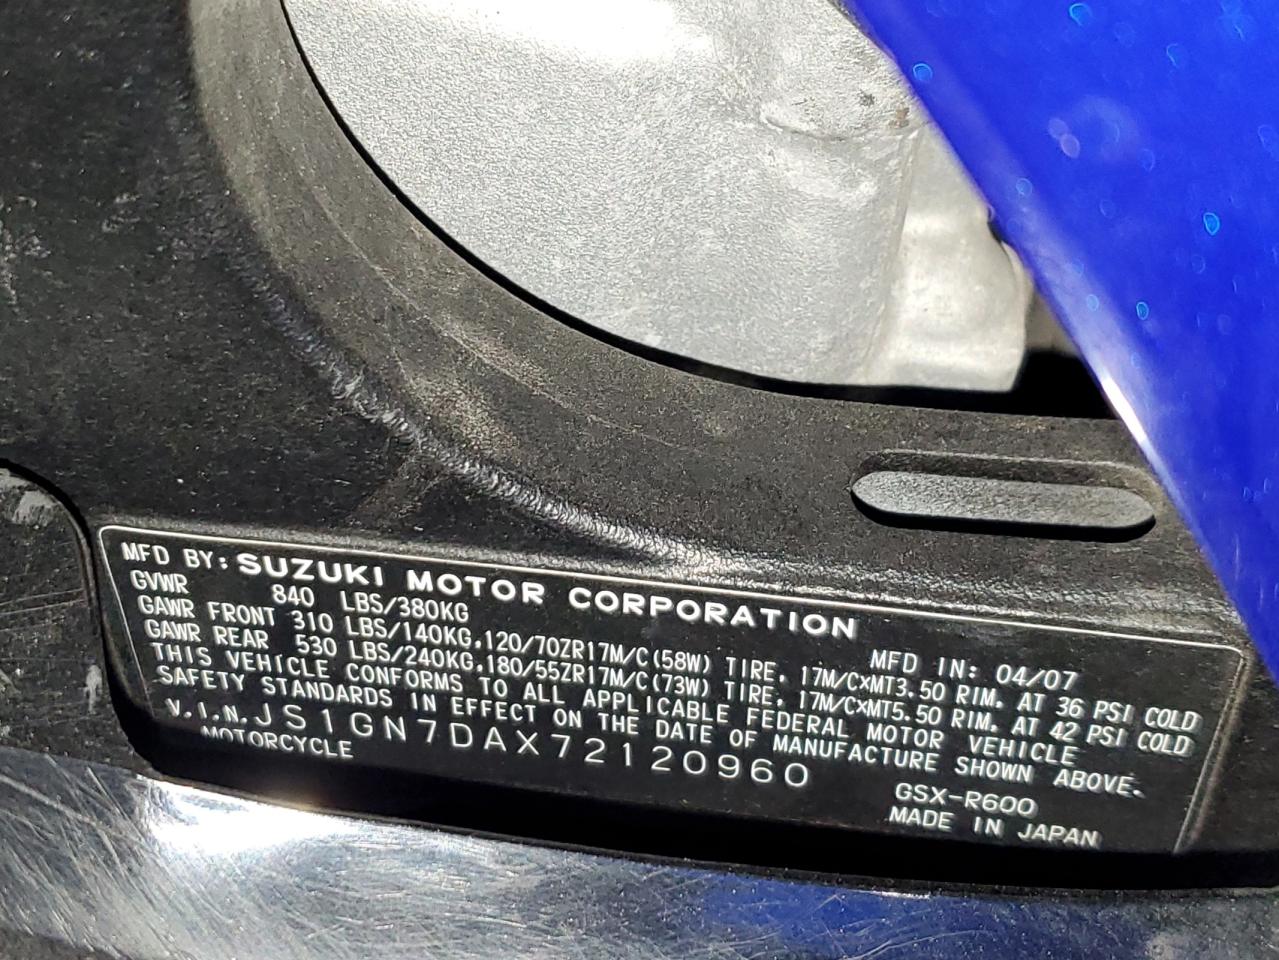 MFD BY: SUZUKI MOTOR CORPORATION
GVWR 840 LBS/380KG MFD IN: 04/07
GAWR FRONT 310 LBS/140KG.120/70ZR17M/C(58W) TIRE. 17M/C×MT3.50 RIM. AT 36 PSI COLD
GAWR REAR 530 LBS/240KG.180/55ZR17M/C(73W) TIRE. 17M/C×MT5.50 RIM. AT 42 PSI COLD
THIS VEHICLE CONFORMS TO ALL APPLICABLE FEDERAL MOTOR VEHICLE
SAFETY STANDARDS IN EFFECT ON THE DATE OF MANUFACTURE SHOWN ABOVE.
V.I.N.JS1GN7DAX72120960 GSX-R600
MOTORCYCLE MADE IN JAPAN